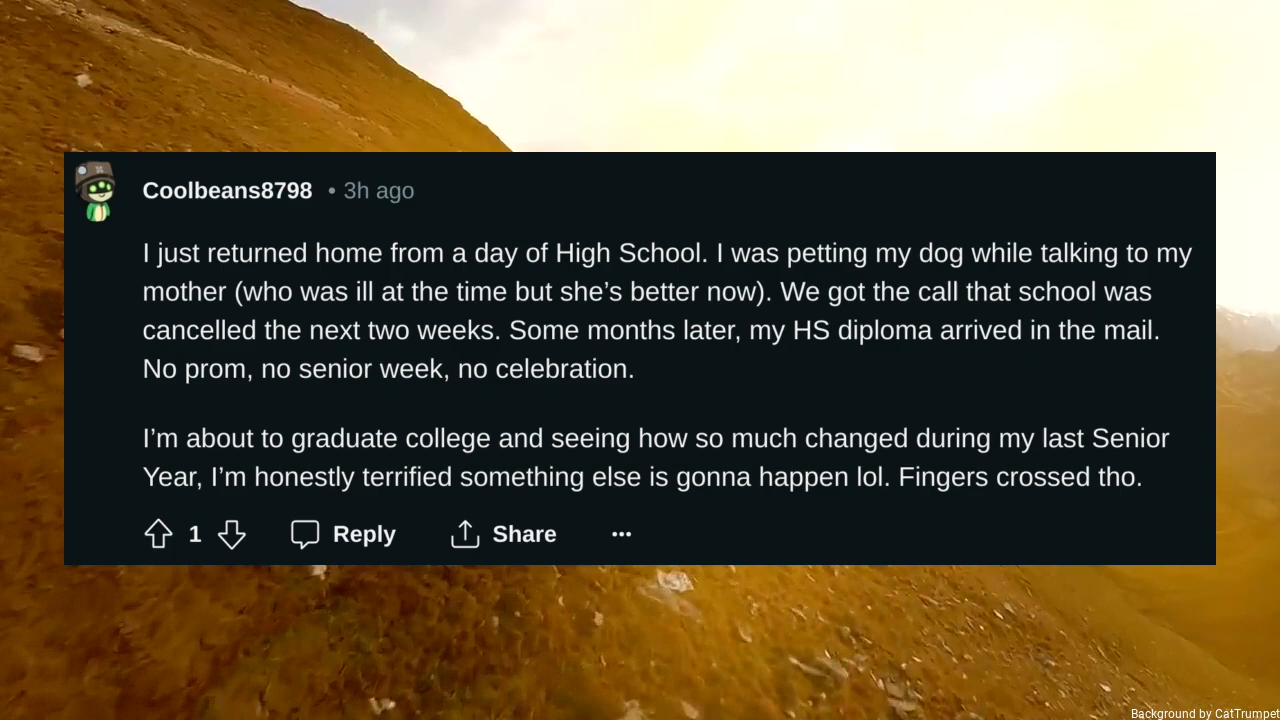 Coolbeans8798 • 3h ago
I just returned home from a day of High School. I was petting my dog while talking to my
mother (who was ill at the time but she’s better now). We got the call that school was
cancelled the next two weeks. Some months later, my HS diploma arrived in the mail.
No prom, no senior week, no celebration.
I’m about to graduate college and seeing how so much changed during my last Senior
Year, I’m honestly terrified something else is gonna happen lol. Fingers crossed tho.
1 Reply Share ···
Background by CatTrumpet